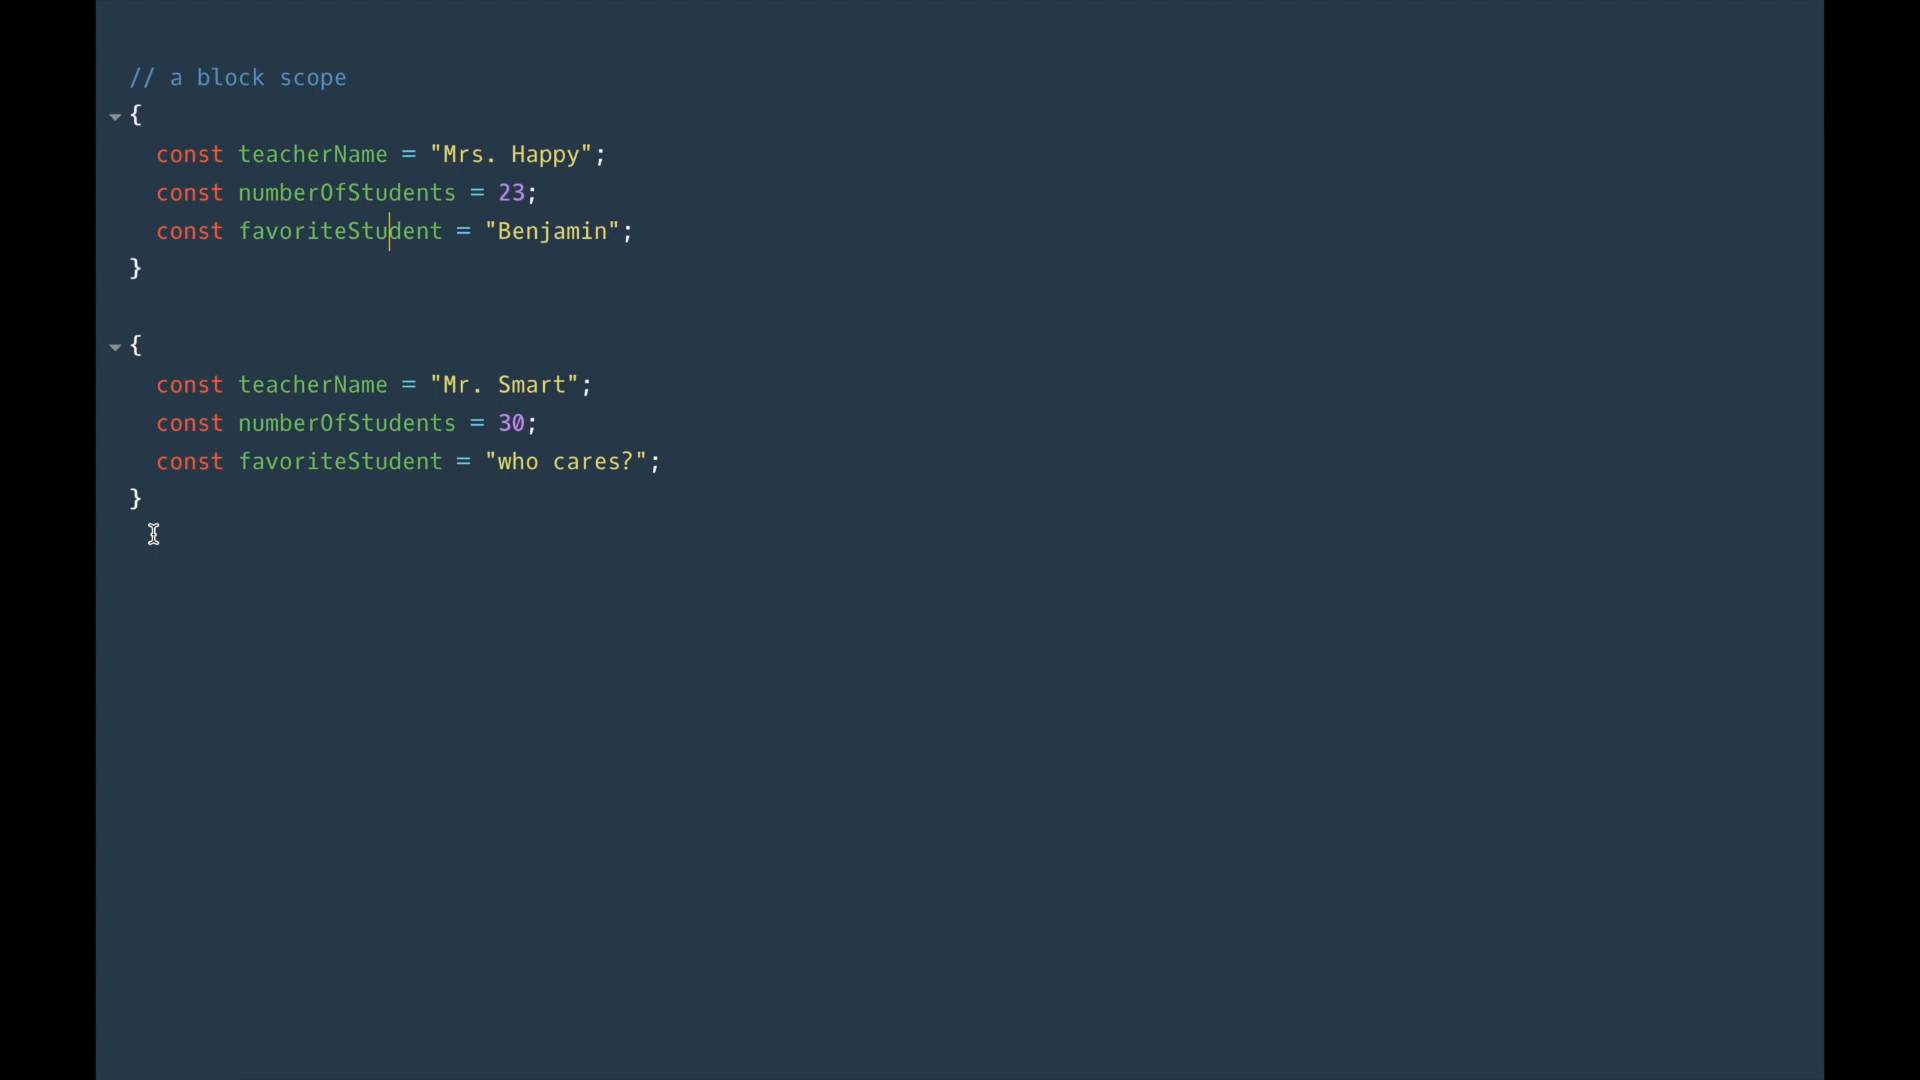 // a block scope
{
const teacherName = "Mrs. Happy";
const numberOfStudents = 23;
const favoriteStudent = "Benjamin";
}
{
const teacherName = "Mr. Smart";
const numberOfStudents = 30;
const favoriteStudent = "who cares?";
}